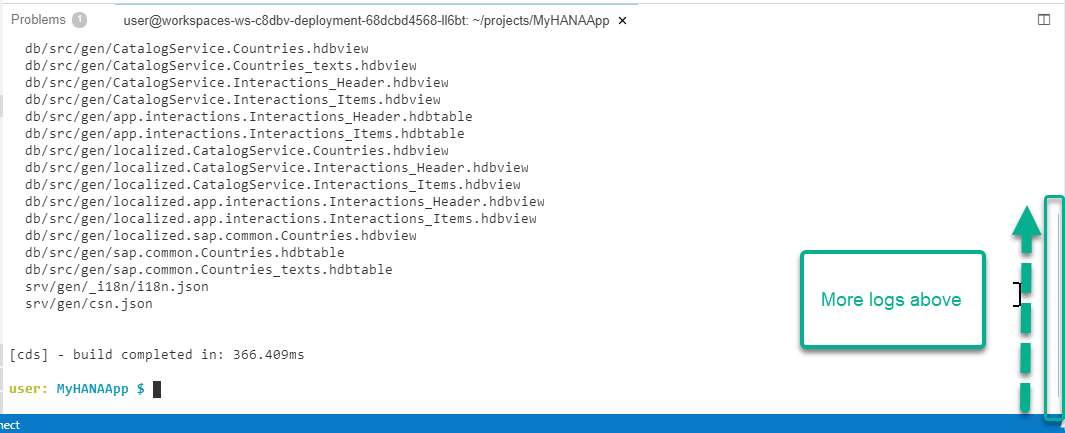 Problems 1 user@workspaces-ws-c8dbv-deployment-68dcbd4568-ll6bt: ~/projects/MyHANAApp ×
db/src/gen/CatalogService.Countries.hdbview
db/src/gen/CatalogService.Countries_texts.hdbview
db/src/gen/CatalogService.Interactions_Header.hdbview
db/src/gen/CatalogService.Interactions_Items.hdbview
db/src/gen/app.interactions.Interactions_Header.hdbtable
db/src/gen/app.interactions.Interactions_Items.hdbtable
db/src/gen/localized.CatalogService.Countries.hdbview
db/src/gen/localized.CatalogService.Interactions_Header.hdbview
db/src/gen/localized.CatalogService.Interactions_Items.hdbview
db/src/gen/localized.app.interactions.Interactions_Header.hdbview
db/src/gen/localized.app.interactions.Interactions_Items.hdbview
db/src/gen/localized.sap.common.Countries.hdbview
db/src/gen/sap.common.Countries.hdbtable
db/src/gen/sap.common.Countries_texts.hdbtable
srv/gen/_i18n/i18n.json
srv/gen/csn.json
More logs above
[cds] - build completed in: 366.409ms
user: MyHANAApp $
nect